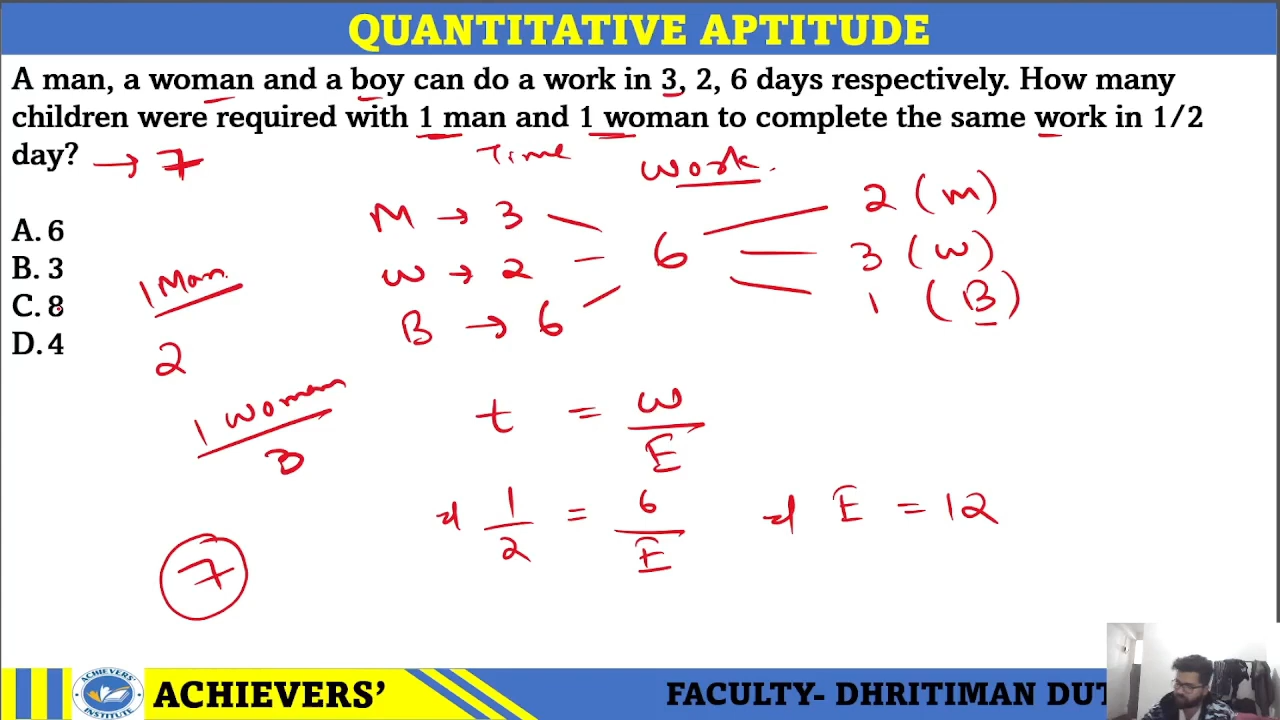 QUANTITATIVE APTITUDE
A man, a woman and a boy can do a work in 3, 2, 6 days respectively. How many
children were required with 1 man and 1 woman to complete the same work in 1/2
day? → 7
Time Work.
A. 6
B. 3
C. 8
D. 4
M → 3
W → 2
B → 6
6
2 (M)
3 (W)
1 (B)
1 Man.
2
1 Woman
3
t = W/E
⇒ 1/2 = 6/E ⇒ E = 12
7
ACHIEVERS' INSTITUTE
ACHIEVERS’
FACULTY- DHRITIMAN DUT